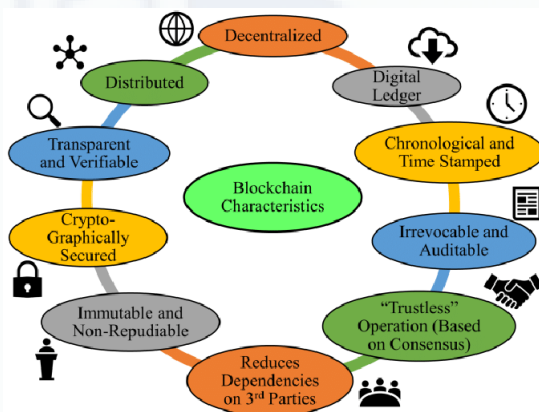 Decentralized
Digital
Ledger
Chronological and
Time Stamped
Irrevocable and
Auditable
“Trustless”
Operation (Based
on Consensus)
Reduces
Dependencies
on 3rd Parties
Immutable and
Non-Repudiable
Crypto-
Graphically
Secured
Transparent
and Verifiable
Distributed
Blockchain
Characteristics